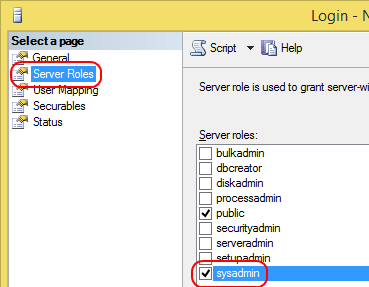 Login - N
Select a page
General
Server Roles
User Mapping
Securables
Status
Script Help
Server role is used to grant server-wi
Server roles:
bulkadmin
dbcreator
diskadmin
processadmin
public
securityadmin
serveradmin
setupadmin
sysadmin